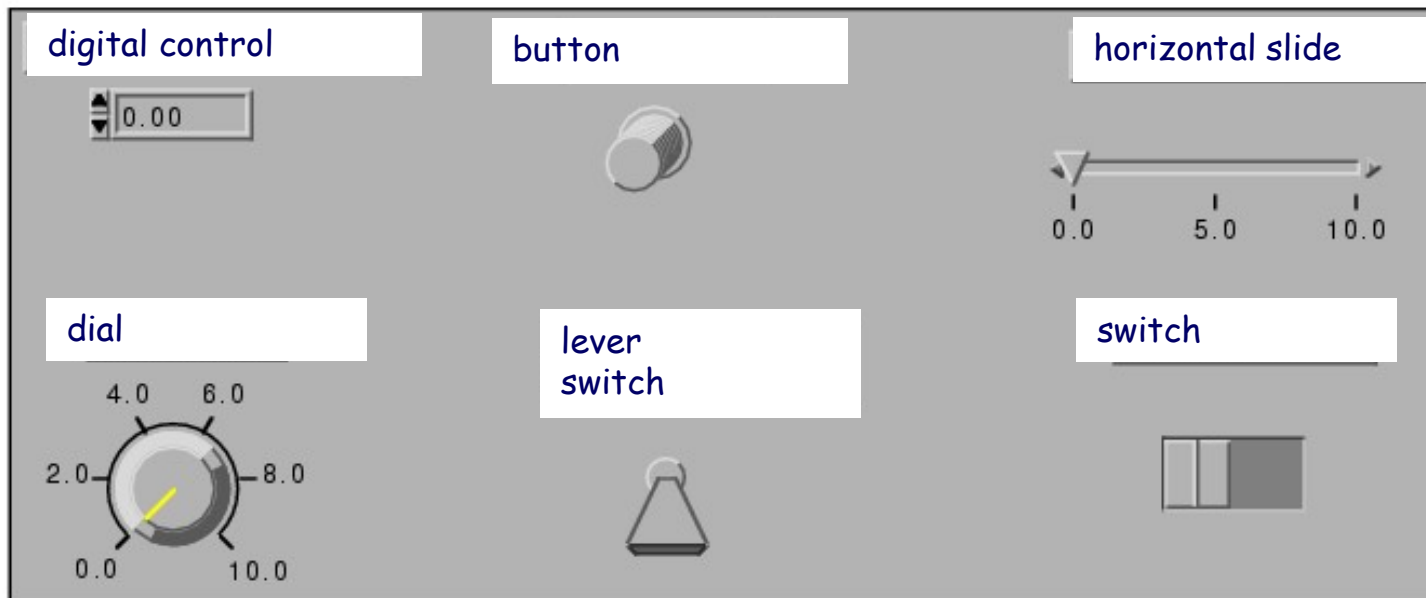 digital control
button
horizontal slide
0.00
0.0 5.0 10.0
dial
lever
switch
switch
4.0 6.0
2.0 8.0
0.0 10.0